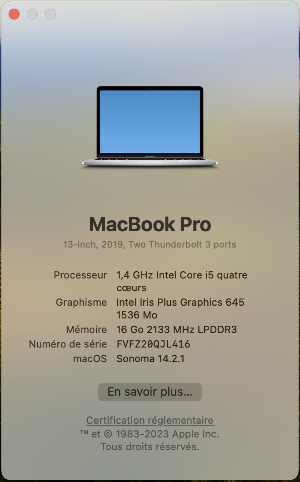 MacBook Pro
13-inch, 2019, Two Thunderbolt 3 ports
Processeur 1,4 GHz Intel Core i5 quatre
cœurs
Graphisme Intel Iris Plus Graphics 645
1536 Mo
Mémoire 16 Go 2133 MHz LPDDR3
Numéro de série FVFZ20QJL416
macOS Sonoma 14.2.1
En savoir plus...
Certification réglementaire
™ et © 1983-2023 Apple Inc.
Tous droits réservés.